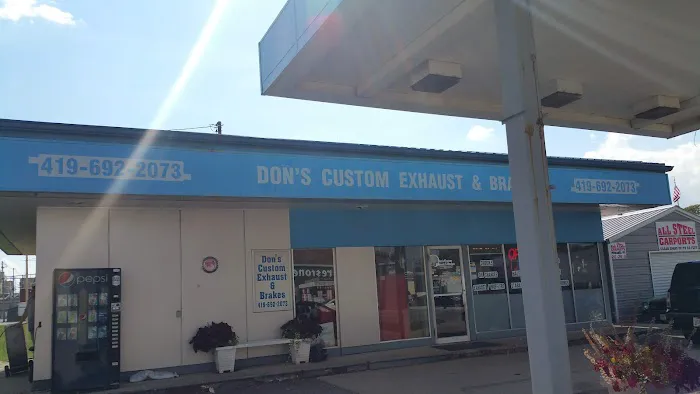 419-692-2073
DON'S CUSTOM EXHAUST & BRA
419-692-2073
pepsi
Don's
Custom
Exhaust
& Brakes
419-692-2073
restone
ALL STEEL
CARPORTS